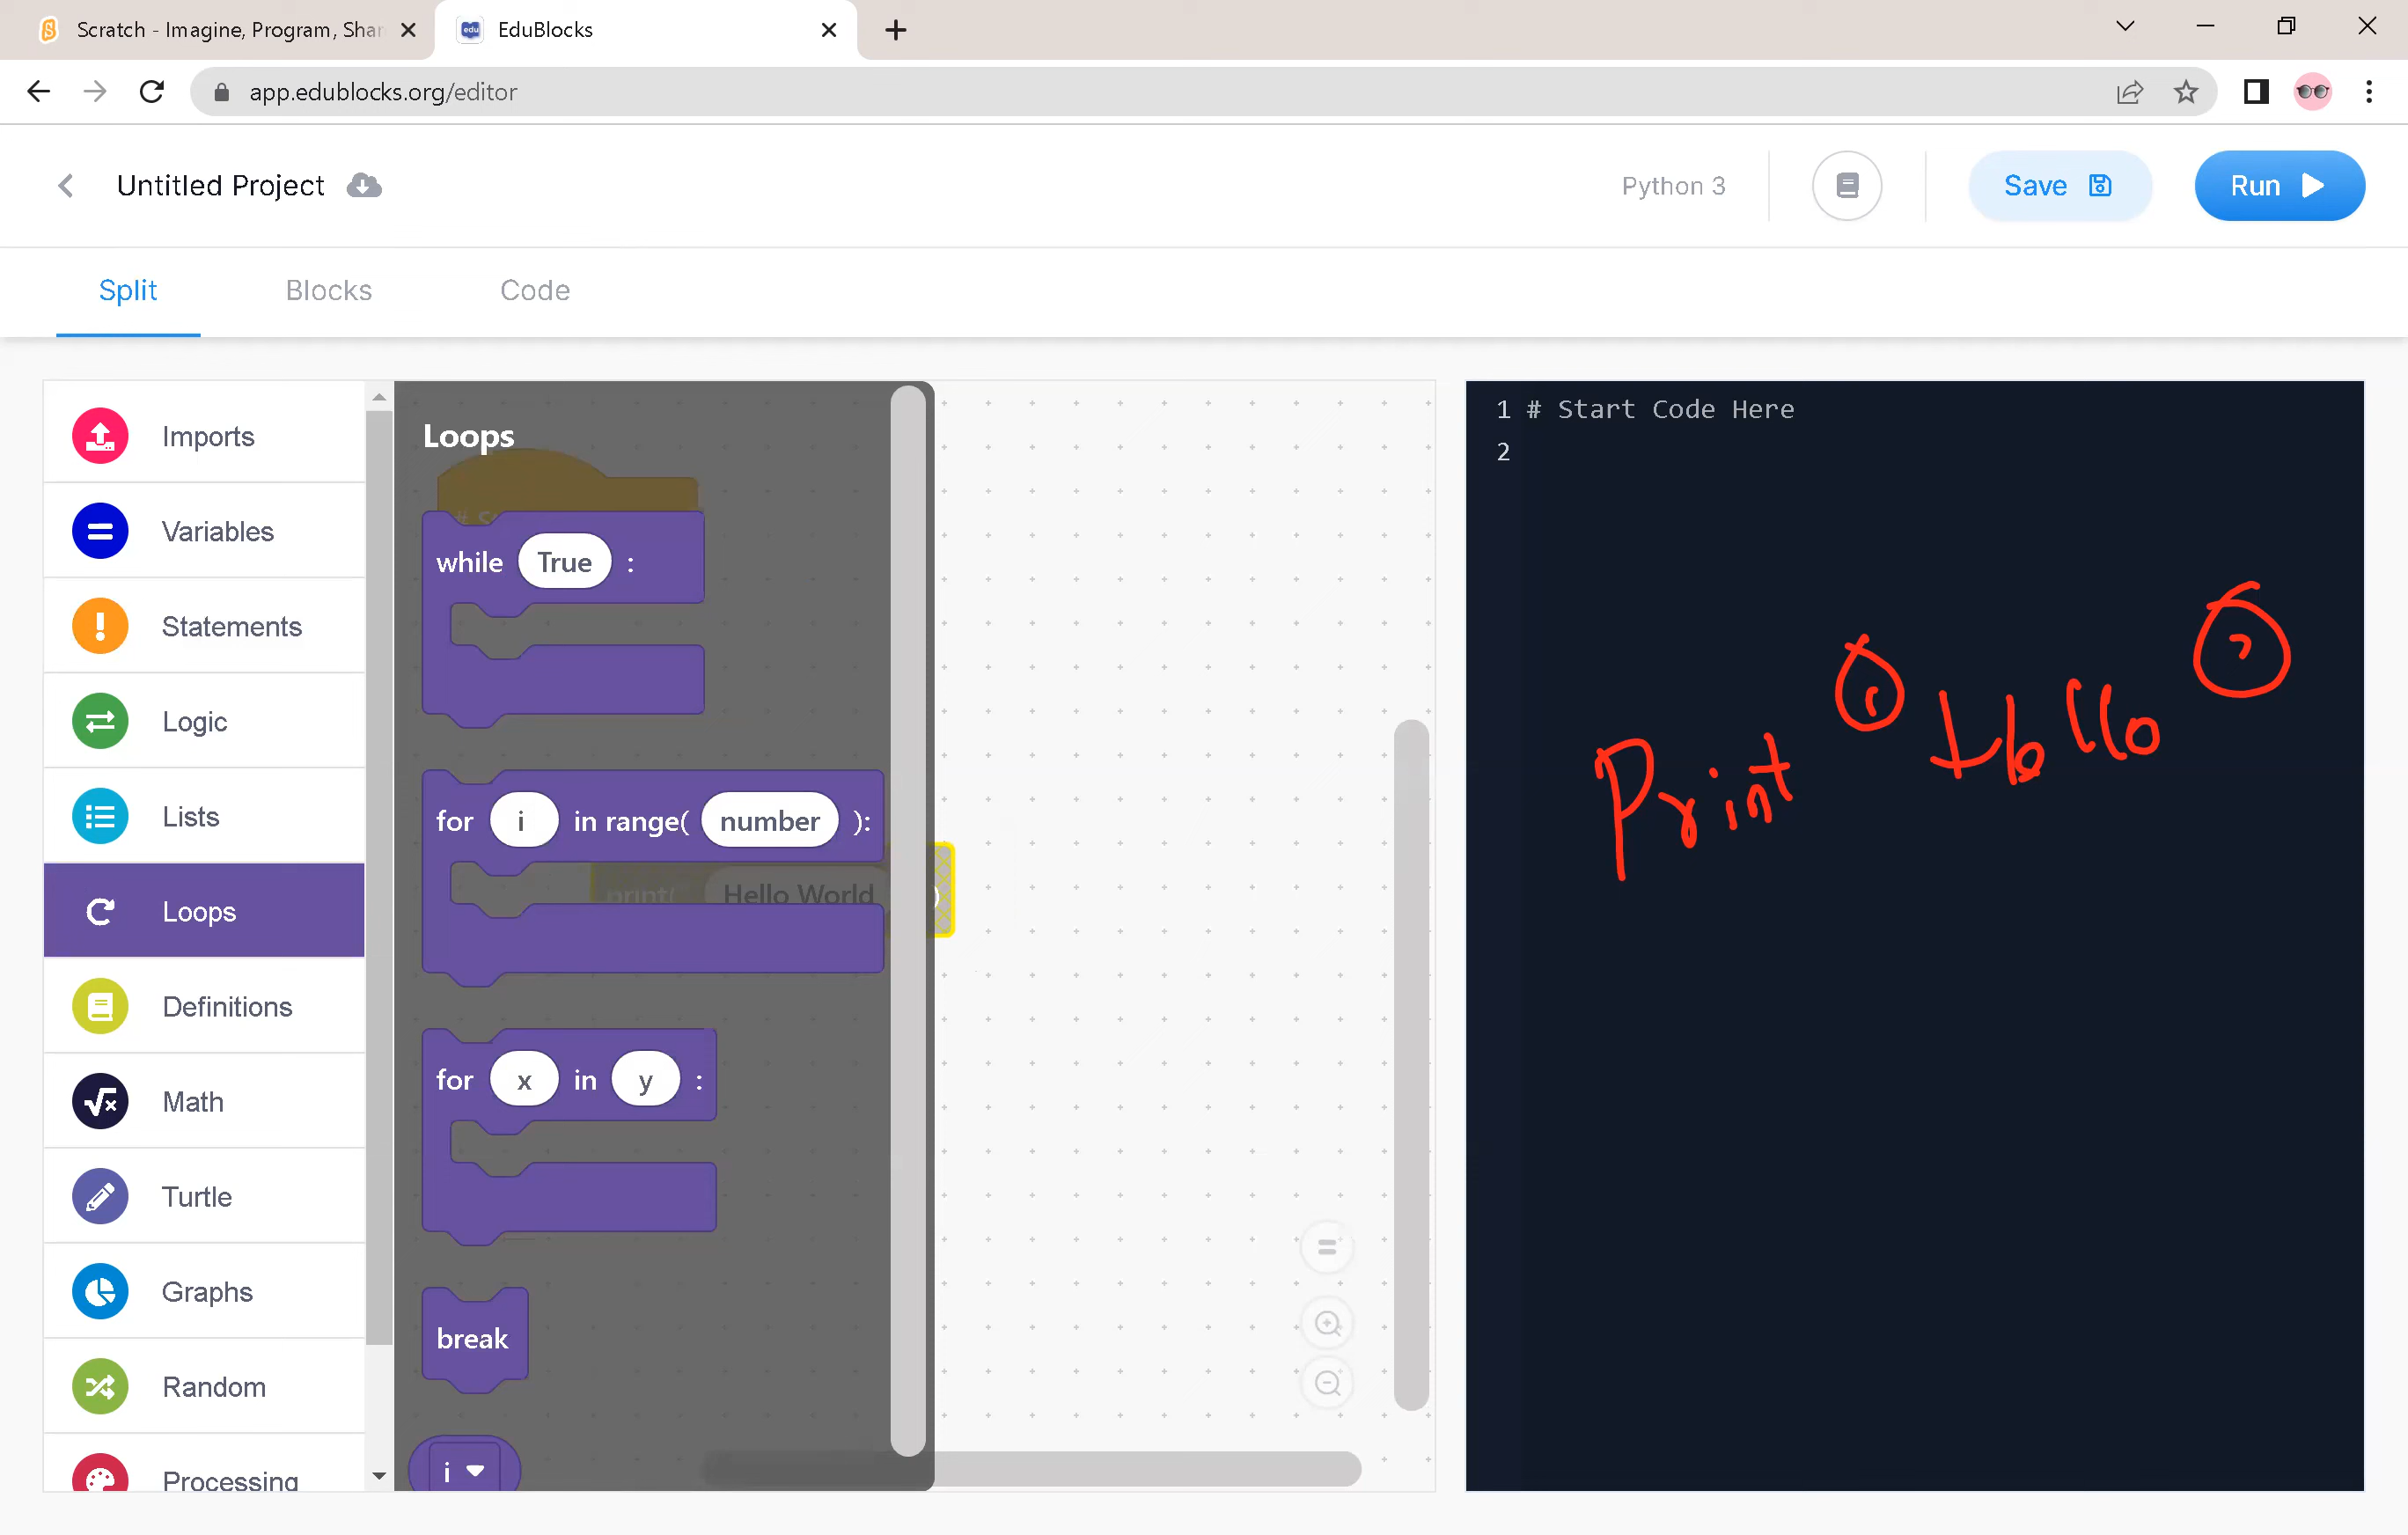 Scratch - Imagine, Program, Shar
EduBlocks
app.edublocks.org/editor
Untitled Project
Python 3
Save
Run
Split
Blocks
Code
Imports
Variables
Statements
Logic
Lists
Loops
Definitions
Math
Turtle
Graphs
Random
Processing
Loops
while True :
for i in range( number ):
print( Hello World )
for x in y :
break
i
1 # Start Code Here
2
Print ( Hello )